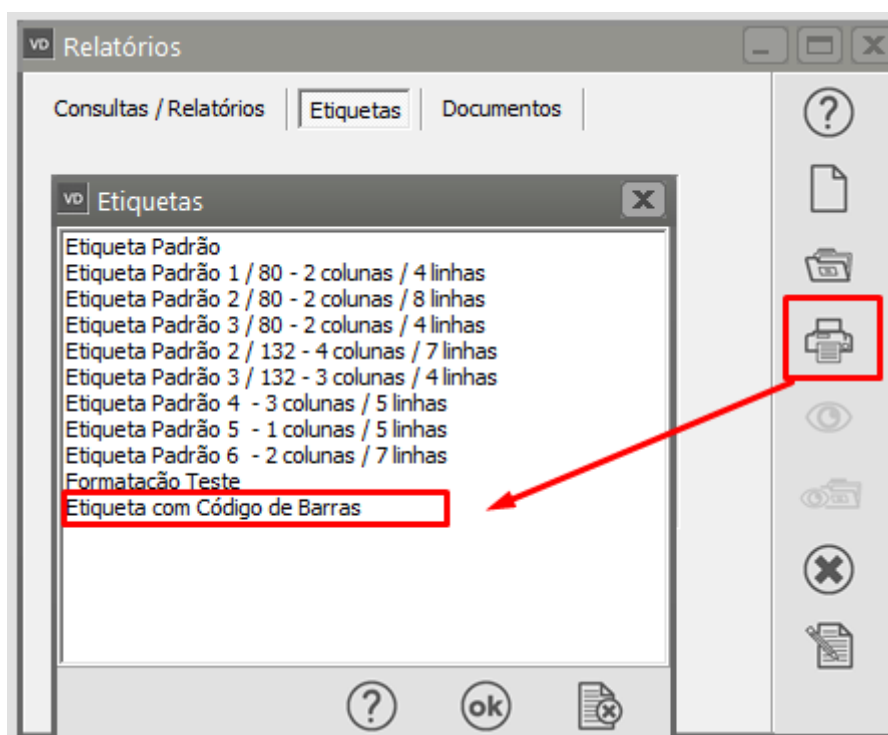 VD Relatórios
Consultas / Relatórios Etiquetas Documentos
VD Etiquetas
Etiqueta Padrão
Etiqueta Padrão 1 / 80 - 2 colunas / 4 linhas
Etiqueta Padrão 2 / 80 - 2 colunas / 8 linhas
Etiqueta Padrão 3 / 80 - 2 colunas / 4 linhas
Etiqueta Padrão 2 / 132 - 4 colunas / 7 linhas
Etiqueta Padrão 3 / 132 - 3 colunas / 4 linhas
Etiqueta Padrão 4 - 3 colunas / 5 linhas
Etiqueta Padrão 5 - 1 colunas / 5 linhas
Etiqueta Padrão 6 - 2 colunas / 7 linhas
Formatação Teste
Etiqueta com Código de Barras
? ok